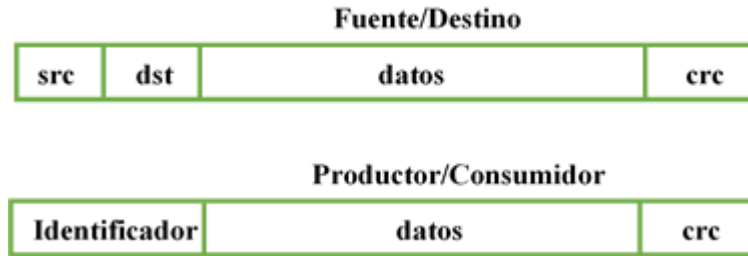 Fuente/Destino
src dst datos crc
Productor/Consumidor
Identificador datos crc